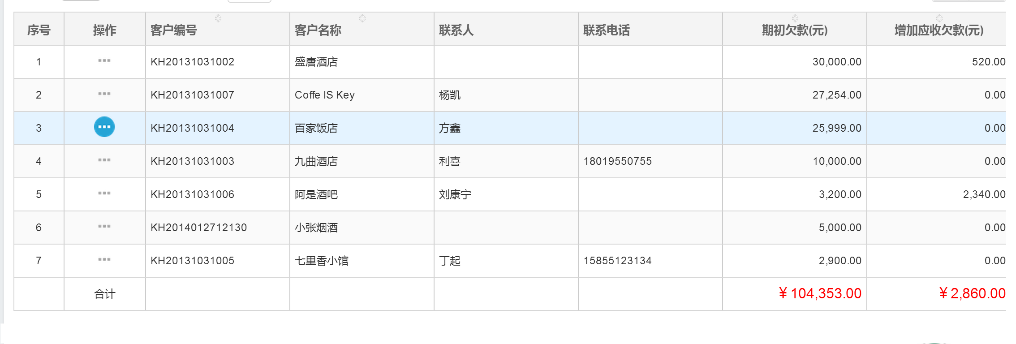 序号 操作 客户编号 客户名称 联系人 联系电话 期初欠款(元) 增加应收欠款(元)
1 KH20131031002 盛唐酒店 30,000.00 520.00
2 KH20131031007 Coffe IS Key 杨凯 27,254.00 0.00
3 KH20131031004 百家饭店 方鑫 25,999.00 0.00
4 KH20131031003 九曲酒店 利喜 18019550755 10,000.00 0.00
5 KH20131031006 阿是酒吧 刘康宁 3,200.00 2,340.00
6 KH2014012712130 小张烟酒 5,000.00 0.00
7 KH20131031005 七里香小馆 丁起 15855123134 2,900.00 0.00
合计 ¥104,353.00 ¥2,860.00